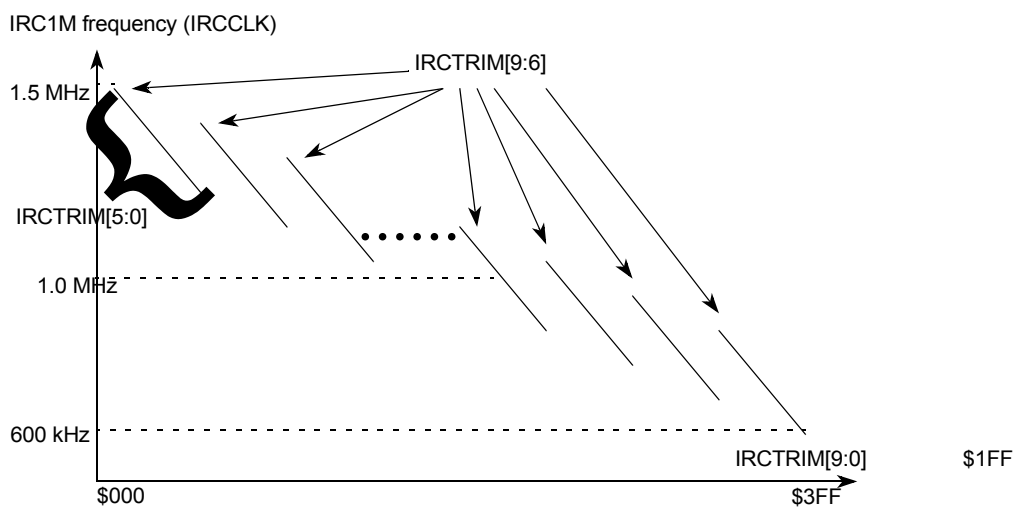 IRC1M frequency (IRCCLK)
IRCTRIM[9:6]
1.5 MHz
IRCTRIM[5:0]
1.0 MHz
600 kHz
IRCTRIM[9:0]
$1FF
$000
$3FF